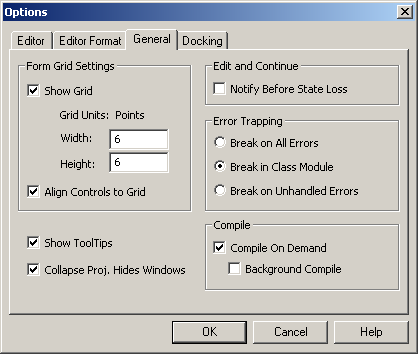 Options
Editor Editor Format General Docking
Form Grid Settings
Show Grid
Grid Units: Points
Width: 6
Height: 6
Align Controls to Grid
Show ToolTips
Collapse Proj. Hides Windows
Edit and Continue
Notify Before State Loss
Error Trapping
Break on All Errors
Break in Class Module
Break on Unhandled Errors
Compile
Compile On Demand
Background Compile
OK Cancel Help